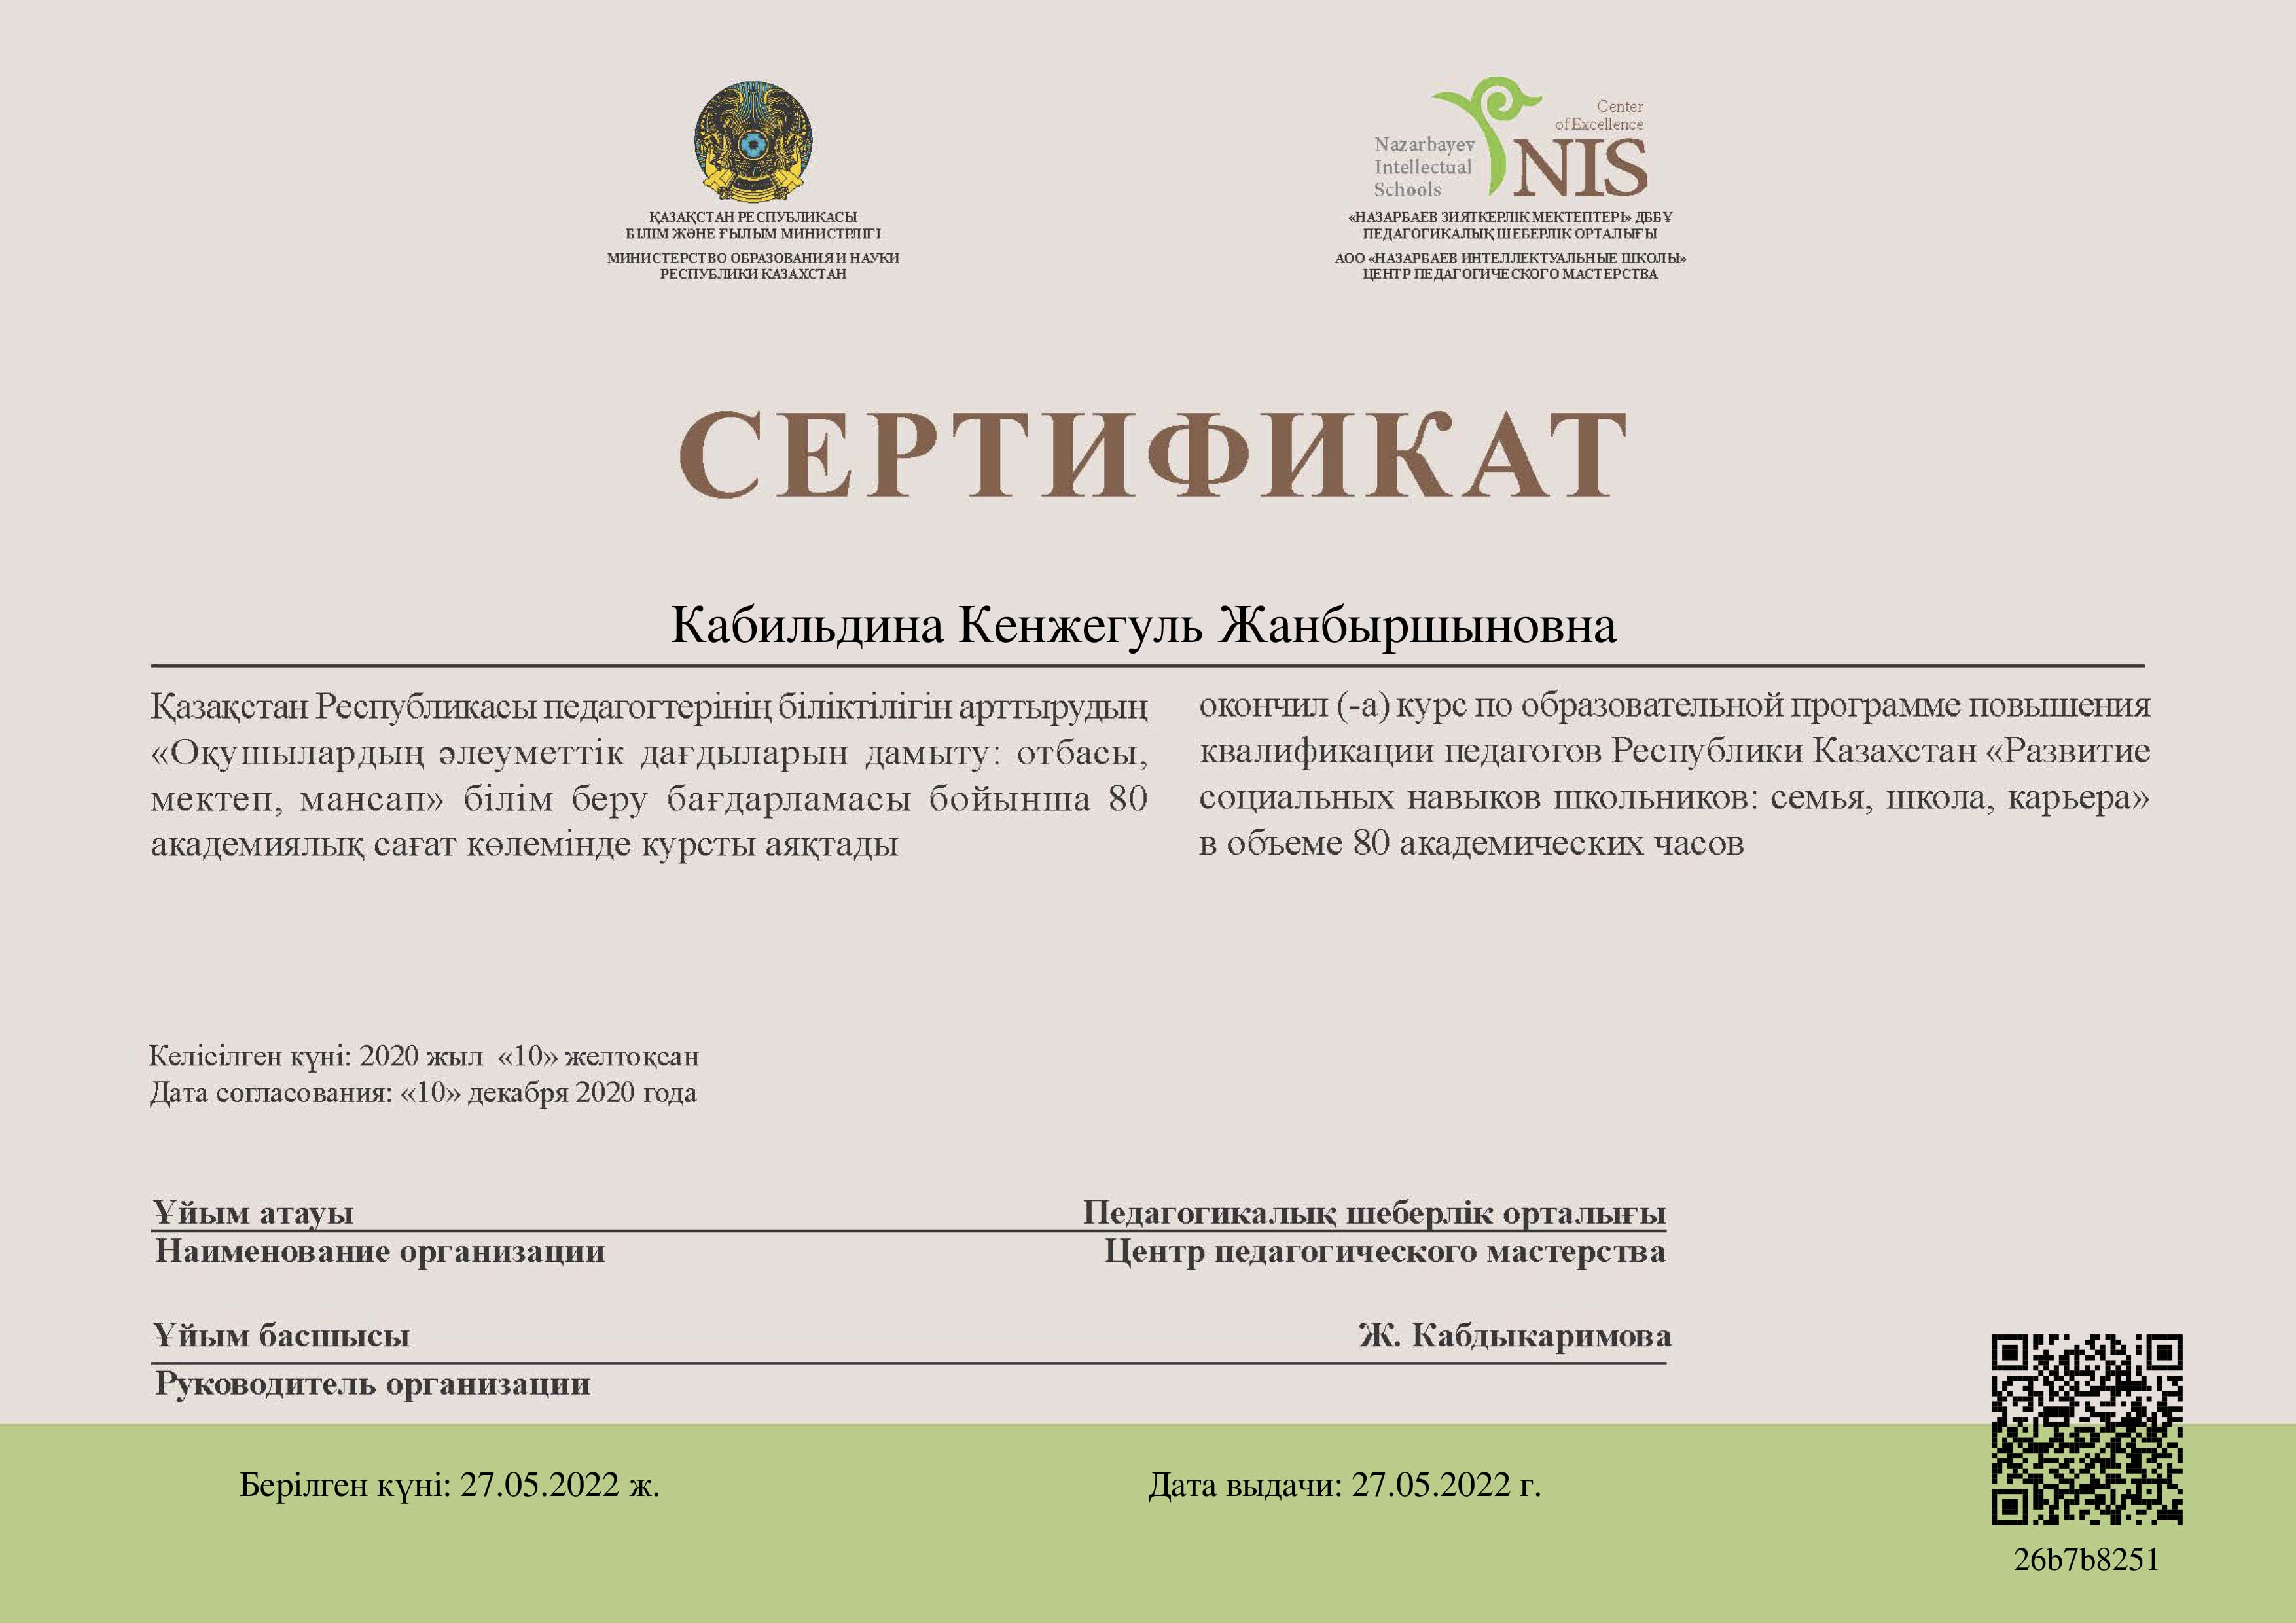 Center
of Excellence
Nazarbayev
Intellectual
Schools
NIS
ҚАЗАҚСТАН РЕСПУБЛИКАСЫ
БІЛІМ ЖӘНЕ ҒЫЛЫМ МИНИСТРЛІГІ
МИНИСТЕРСТВО ОБРАЗОВАНИЯ И НАУКИ
РЕСПУБЛИКИ КАЗАХСТАН
«НАЗАРБАЕВ ЗИЯТКЕРЛІК МЕКТЕПТЕРІ» ДББҰ
ПЕДАГОГИКАЛЫҚ ШЕБЕРЛІК ОРТАЛЫҒЫ
АОО «НАЗАРБАЕВ ИНТЕЛЛЕКТУАЛЬНЫЕ ШКОЛЫ»
ЦЕНТР ПЕДАГОГИЧЕСКОГО МАСТЕРСТВА
СЕРТИФИКАТ
Кабильдина Кенжегуль Жанбыршыновна
Қазақстан Республикасы педагогтерінің біліктілігін арттырудың
«Оқушылардың әлеуметтік дағдыларын дамыту: отбасы,
мектеп, мансап» білім беру бағдарламасы бойынша 80
академиялық сағат көлемінде курсты аяқтады
окончил (-а) курс по образовательной программе повышения
квалификации педагогов Республики Казахстан «Развитие
социальных навыков школьников: семья, школа, карьера»
в объеме 80 академических часов
Келісілген күні: 2020 жыл «10» желтоқсан
Дата согласования: «10» декабря 2020 года
Ұйым атауы
Педагогикалық шеберлік орталығы
Наименование организации
Центр педагогического мастерства
Ұйым басшысы
Ж. Кабдыкаримова
Руководитель организации
Берілген күні: 27.05.2022 ж.
Дата выдачи: 27.05.2022 г.
26b7b8251